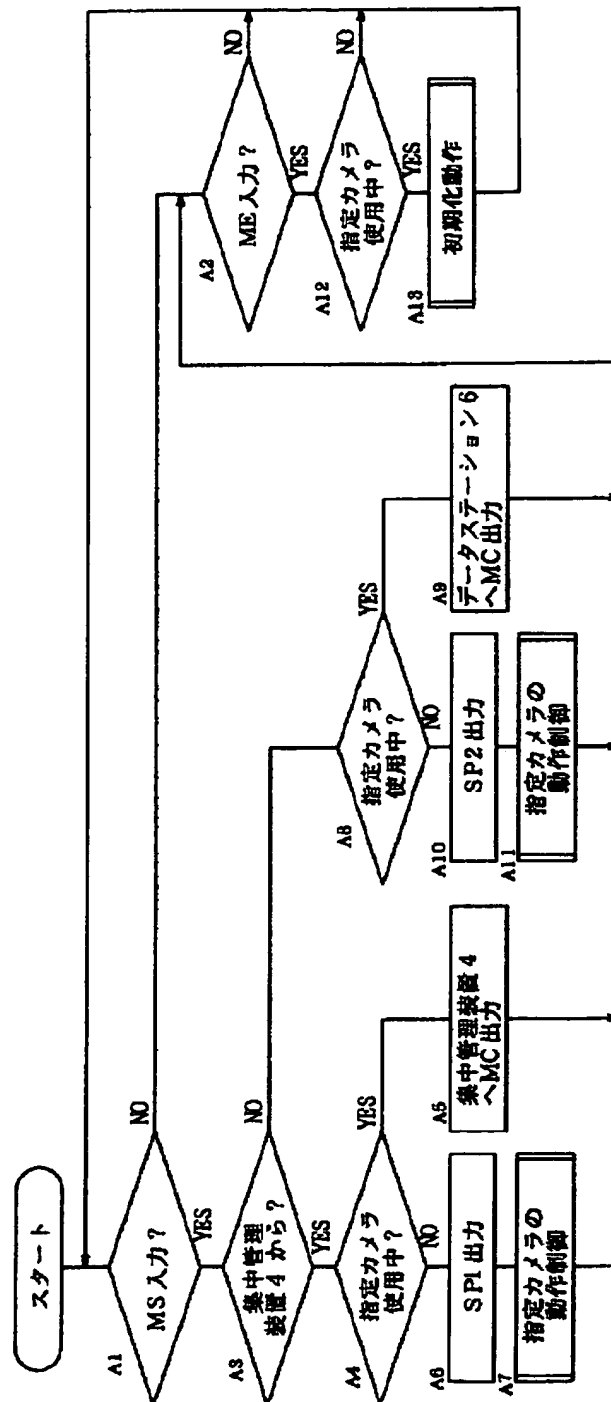 スタート
A1
MS入力?
NO
YES
A3
集中管理
装置4から?
NO
YES
A4
指定カメラ
使用中?
YES
NO
A5
集中管理装置4
へMC出力
A6
SP1出力
A7
指定カメラの
動作制御
A8
指定カメラ
使用中?
YES
NO
A9
データステーション6
へMC出力
A10
SP2出力
A11
指定カメラの
動作制御
A2
ME入力?
NO
YES
A12
指定カメラ
使用中?
NO
YES
A13
初期化動作